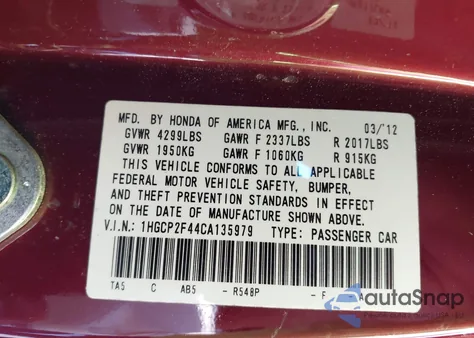 MFD. BY HONDA OF AMERICA MFG., INC. 03/'12
GVWR 4299LBS GAWR F 2337LBS R 2017LBS
GVWR 1950KG GAWR F 1060KG R 915KG
THIS VEHICLE CONFORMS TO ALL APPLICABLE
FEDERAL MOTOR VEHICLE SAFETY, BUMPER,
AND THEFT PREVENTION STANDARDS IN EFFECT
ON THE DATE OF MANUFACTURE SHOWN ABOVE.
V.I.N.: 1HGCP2F44CA135979 TYPE: PASSENGER CAR
TA5 C AB5 - R548P - F
autoSnap